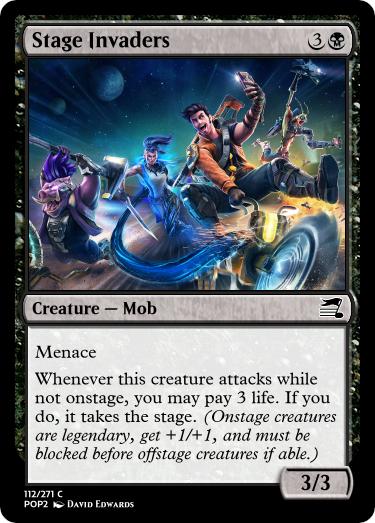 Stage Invaders 3
Creature — Mob
Menace
Whenever this creature attacks while
not onstage, you may pay 3 life. If you
do, it takes the stage. (Onstage creatures
are legendary, get +1/+1, and must be
blocked before offstage creatures if able.)
3/3
112/271 C
POP2 DAVID EDWARDS